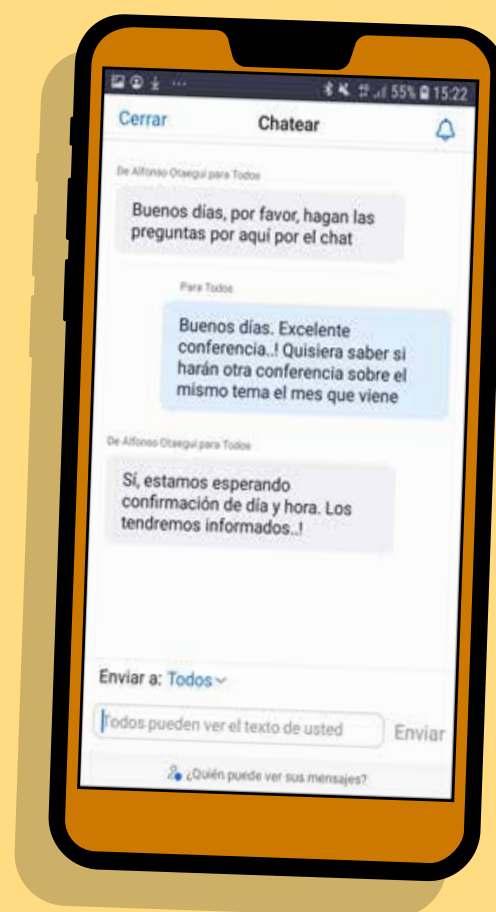 55% 15:22
Cerrar Chatear
De Alfonso Otaegui para Todos
Buenos días, por favor, hagan las
preguntas por aquí por el chat
Para Todos
Buenos días. Excelente
conferencia..! Quisiera saber si
harán otra conferencia sobre el
mismo tema el mes que viene
De Alfonso Otaegui para Todos
Sí, estamos esperando
confirmación de día y hora. Los
tendremos informados..!
Enviar a: Todos
Todos pueden ver el texto de usted Enviar
¿Quién puede ver sus mensajes?